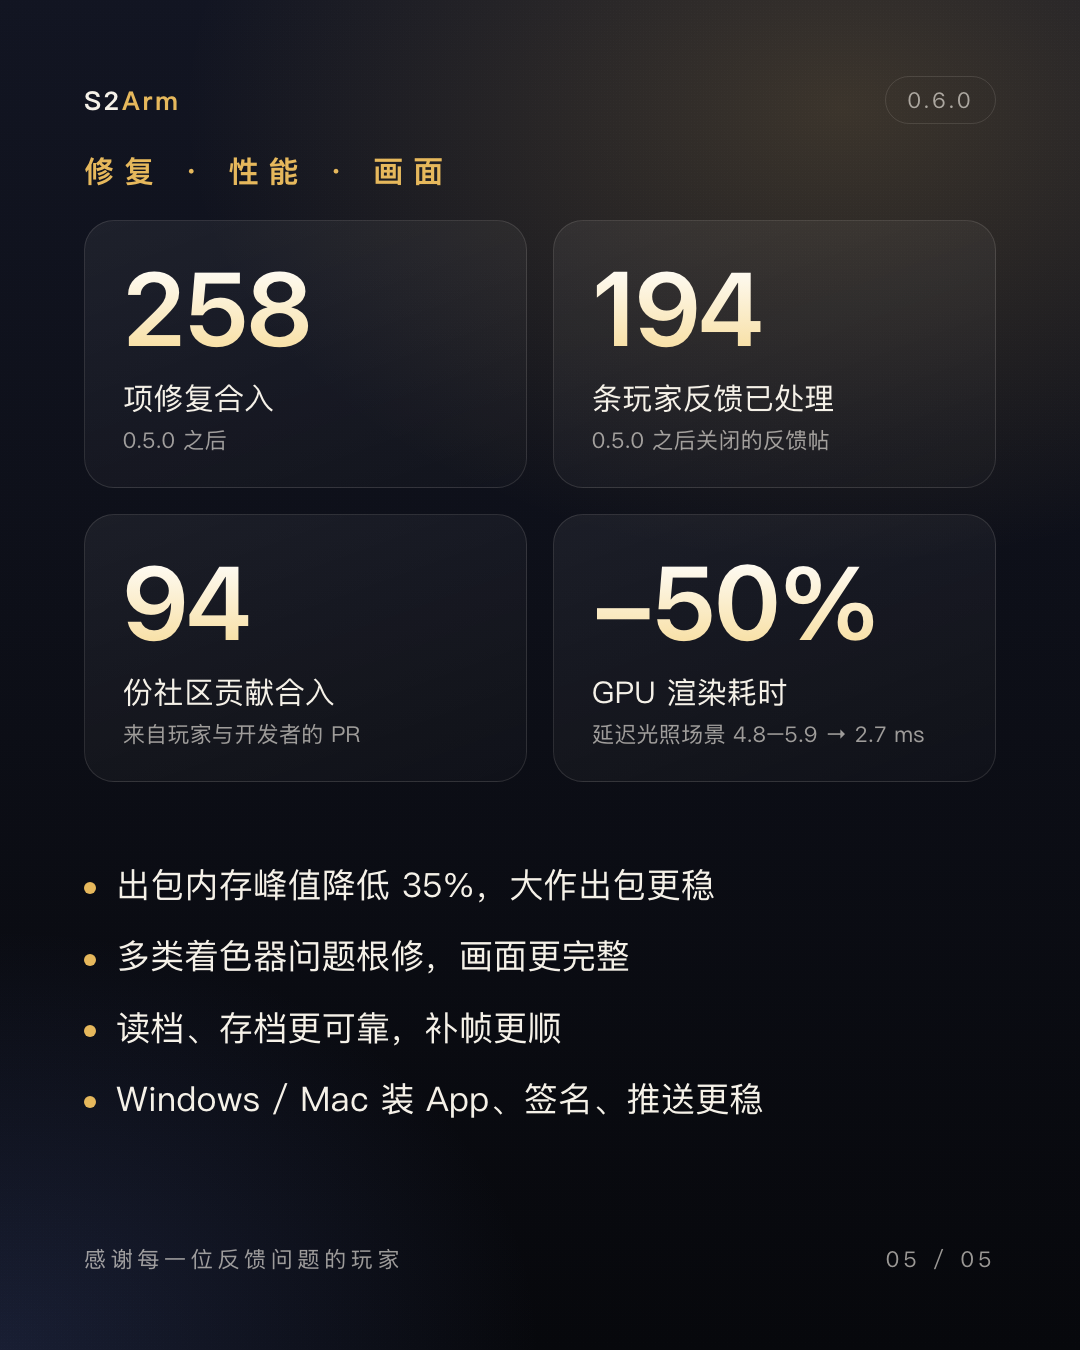 S2Arm
0.6.0
修复 · 性能 · 画面
258
项修复合入
0.5.0 之后
194
条玩家反馈已处理
0.5.0 之后关闭的反馈帖
94
份社区贡献合入
来自玩家与开发者的 PR
–50%
GPU 渲染耗时
延迟光照场景 4.8–5.9 → 2.7 ms
出包内存峰值降低 35%，大作出包更稳
多类着色器问题根修，画面更完整
读档、存档更可靠，补帧更顺
Windows / Mac 装 App、签名、推送更稳
感谢每一位反馈问题的玩家
05 / 05